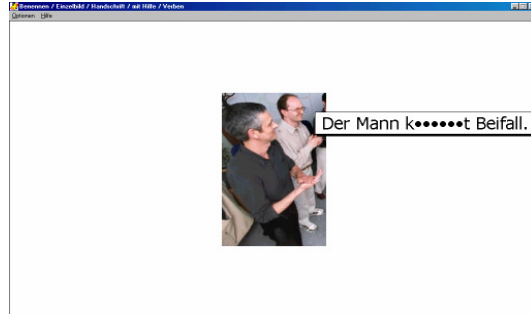 Benennen / Einzelbild / Handschrift / mit Hilfe / Verben
Optionen Hilfe
Der Mann k●●●●●●t Beifall.